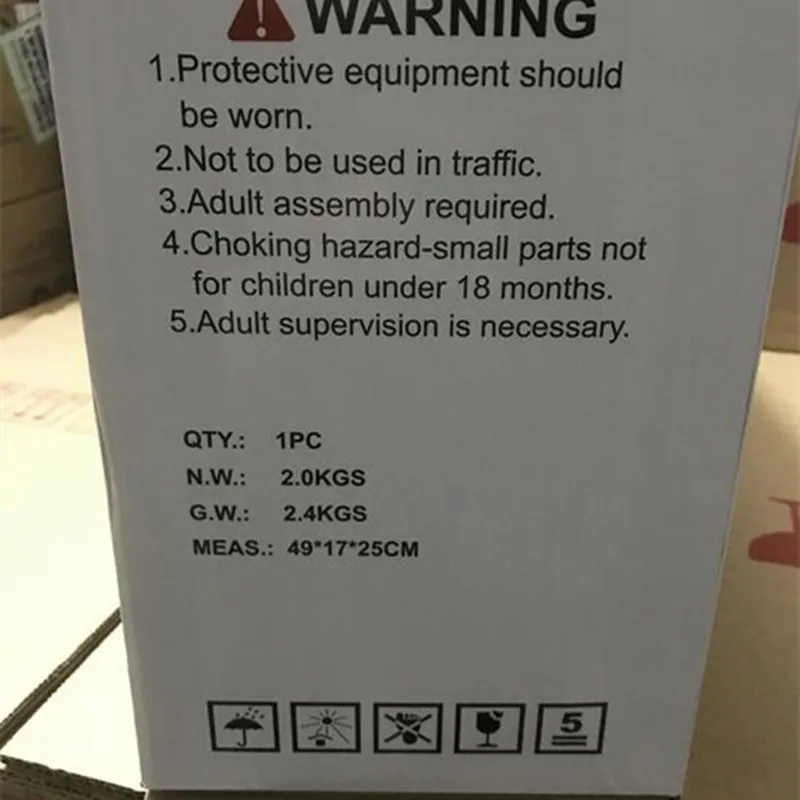 WARNING
1.Protective equipment should
be worn.
2.Not to be used in traffic.
3.Adult assembly required.
4.Choking hazard-small parts not
for children under 18 months.
5.Adult supervision is necessary.
QTY.: 1PC
N.W.: 2.0KGS
G.W.: 2.4KGS
MEAS.: 49*17*25CM
5